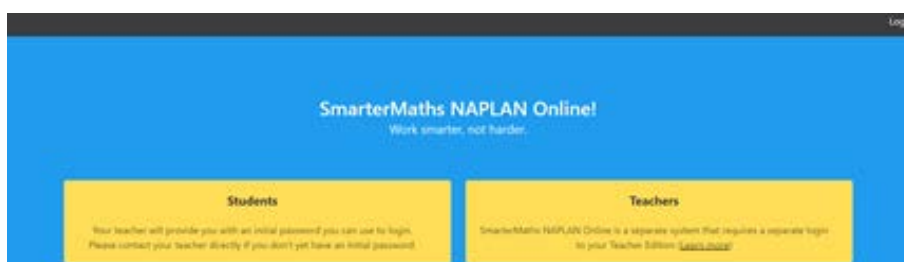 Log
SmarterMaths NAPLAN Online!
Work smarter, not harder.
Students
Your teacher will provide you with an initial password you can use to login.
Please contact your teacher directly if you don't yet have an initial password.
Teachers
SmarterMaths NAPLAN Online is a separate system that requires a separate login
to your Teacher Edition (Learn more)!